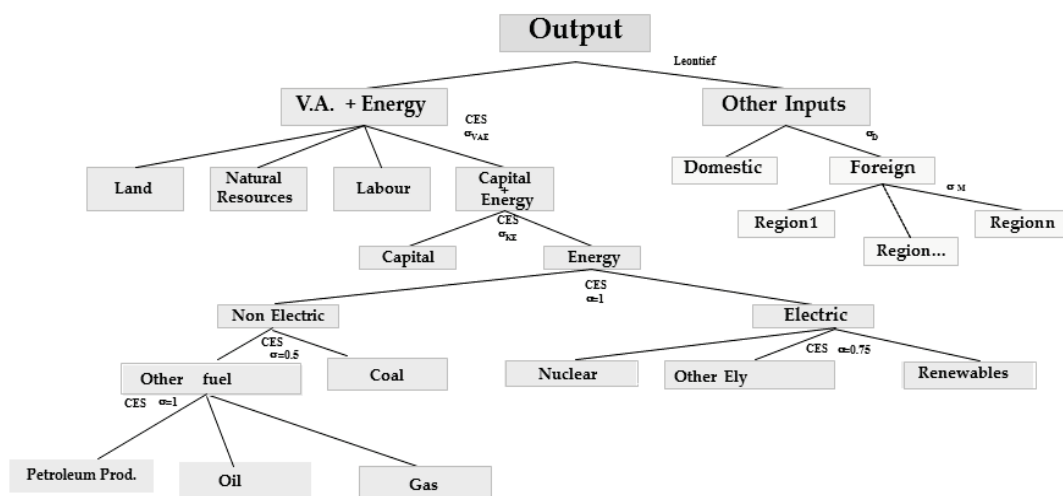 Output
Leontief
V.A. + Energy
Other Inputs
CES
σVAE
σD
Domestic
Foreign
Land
Natural
Resources
Labour
Capital
+
Energy
σM
CES
σKE
Region1
Region...
Regionn
Capital
Energy
CES
σ=1
Non Electric
Electric
CES
σ=0.5
CES σ=0.75
Other fuel
Coal
Nuclear
Other Ely
Renewables
CES σ=1
Petroleum Prod.
Oil
Gas